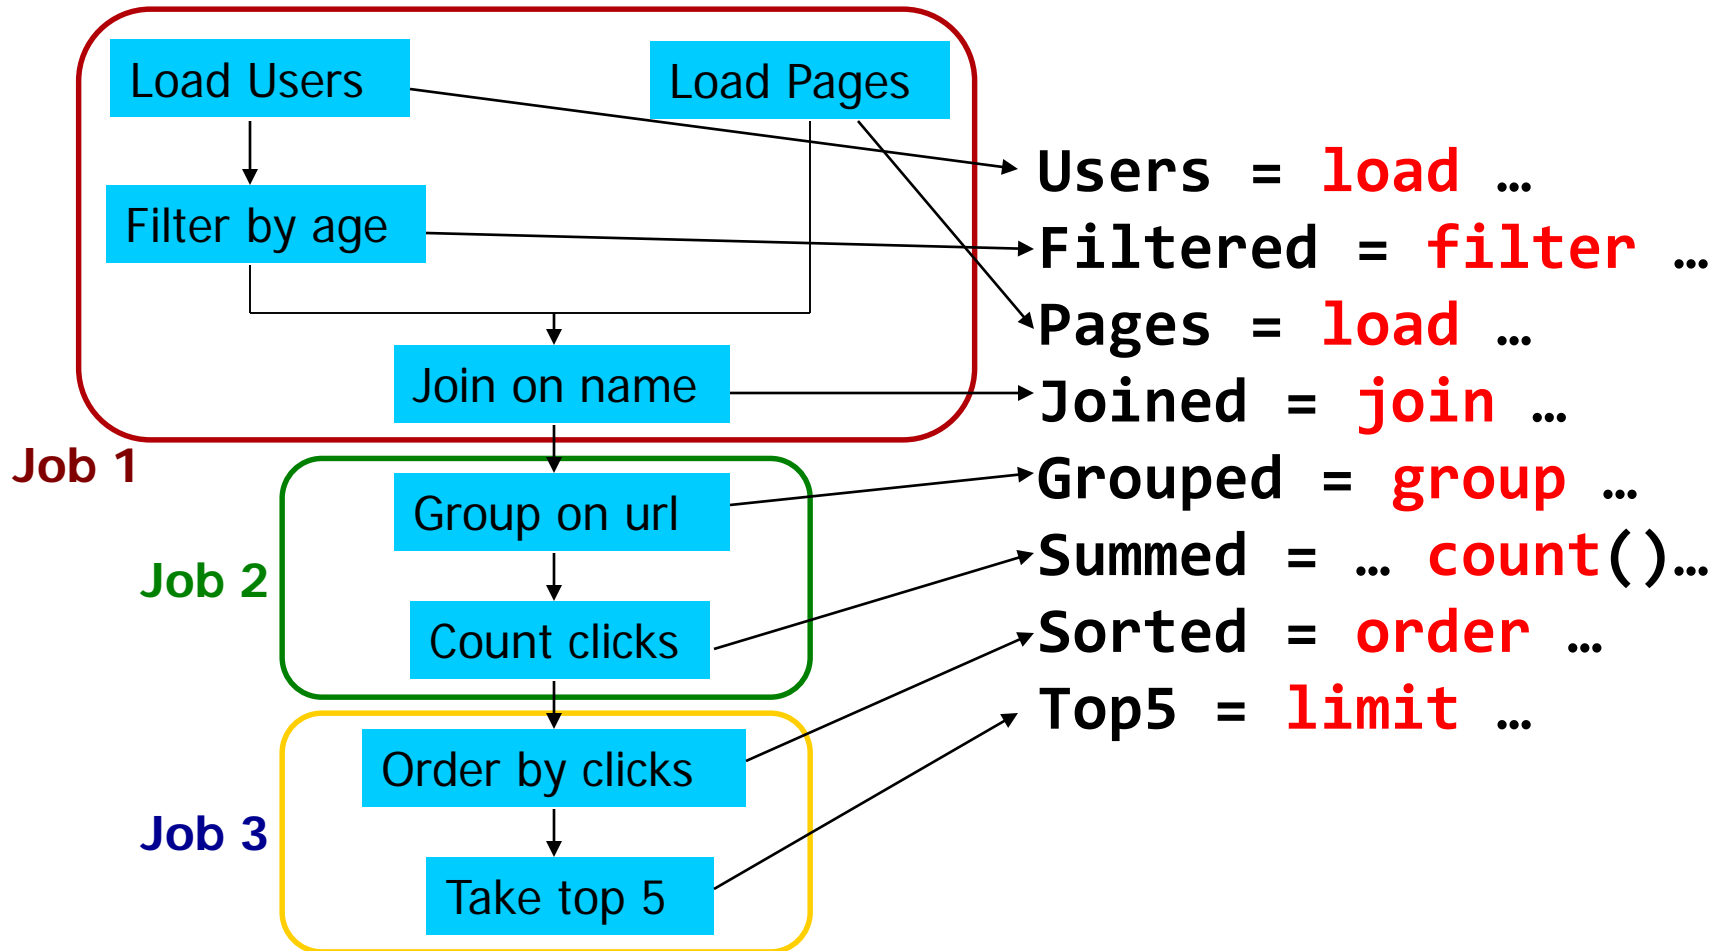 Load Users
Load Pages
Filter by age
Join on name
Job 1
Group on url
Job 2
Count clicks
Order by clicks
Job 3
Take top 5
Users = load …
Filtered = filter …
Pages = load …
Joined = join …
Grouped = group …
Summed = … count()…
Sorted = order …
Top5 = limit …